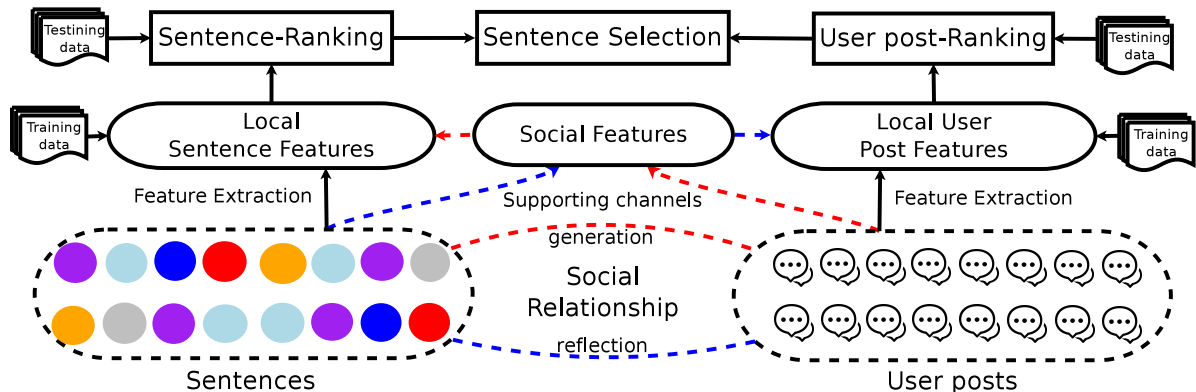 Testining
data
Sentence-Ranking
Sentence Selection
User post-Ranking
Testining
data
Training
data
Local
Sentence Features
Social Features
Local User
Post Features
Training
data
Feature Extraction
Supporting channels
Feature Extraction
generation
Social
Relationship
reflection
Sentences
User posts